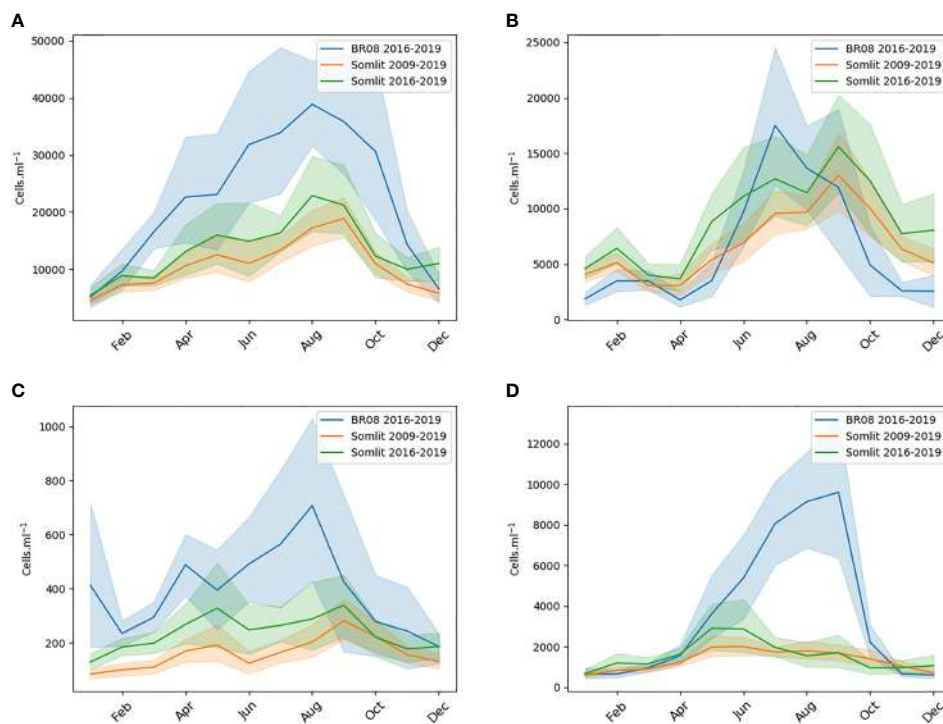 A
50000
40000
30000
20000
10000
Cells.ml⁻¹
BR08 2016-2019
Somlit 2009-2019
Somlit 2016-2019
Feb
Apr
Jun
Aug
Oct
Dec
B
25000
20000
15000
10000
5000
0
Cells.ml⁻¹
BR08 2016-2019
Somlit 2009-2019
Somlit 2016-2019
Feb
Apr
Jun
Aug
Oct
Dec
C
1000
800
600
400
200
Cells.ml⁻¹
BR08 2016-2019
Somlit 2009-2019
Somlit 2016-2019
Feb
Apr
Jun
Aug
Oct
Dec
D
12000
10000
8000
6000
4000
2000
0
Cells.ml⁻¹
BR08 2016-2019
Somlit 2009-2019
Somlit 2016-2019
Feb
Apr
Jun
Aug
Oct
Dec